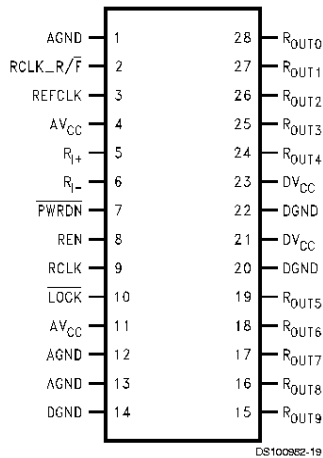 AGND 1 28 ROUT0
RCLK_R/F̅ 2 27 ROUT1
REFCLK 3 26 ROUT2
AVCC 4 25 ROUT3
RI+ 5 24 ROUT4
RI− 6 23 DVCC
P̅W̅R̅D̅N̅ 7 22 DGND
REN 8 21 DVCC
RCLK 9 20 DGND
L̅O̅C̅K̅ 10 19 ROUT5
AVCC 11 18 ROUT6
AGND 12 17 ROUT7
AGND 13 16 ROUT8
DGND 14 15 ROUT9
DS100982-19